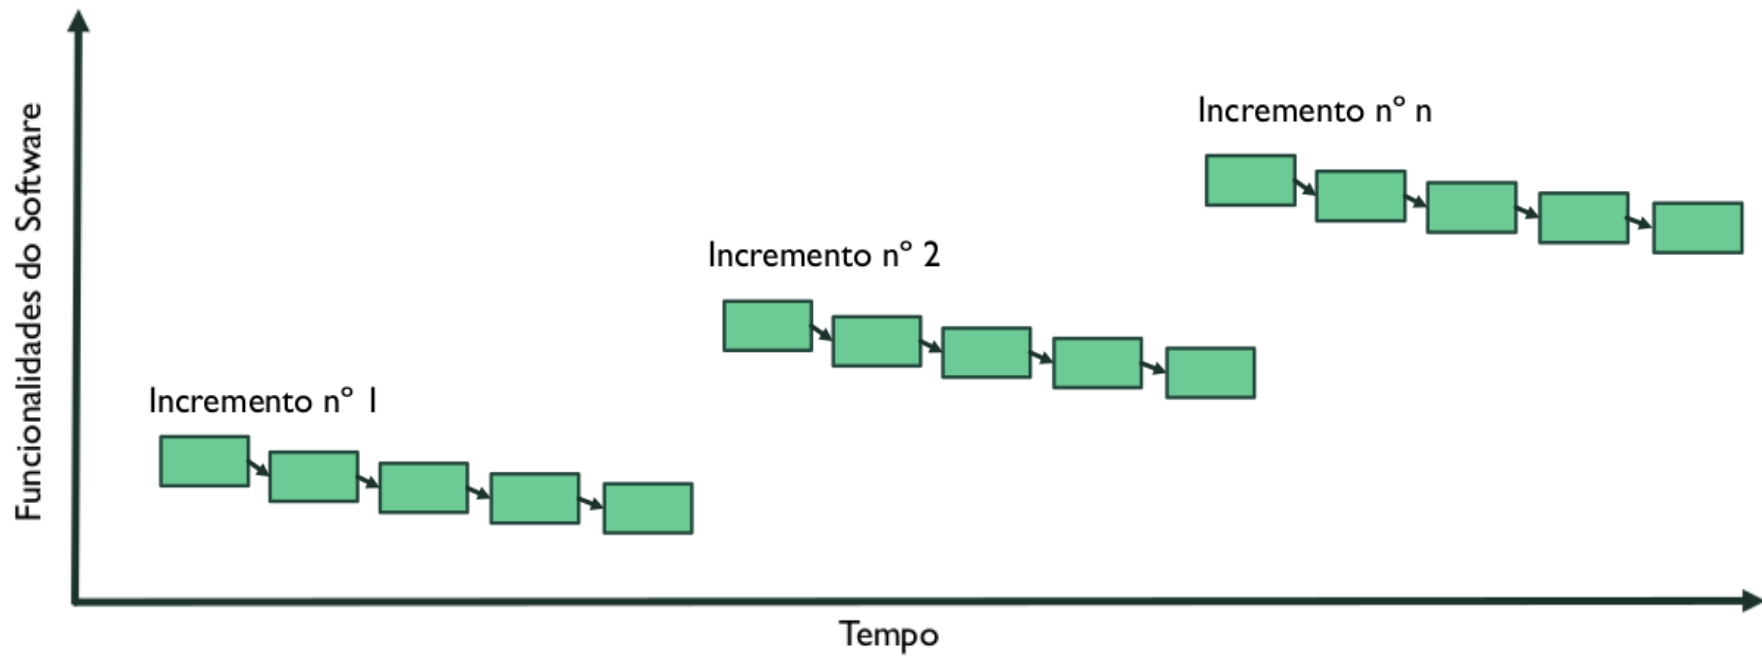 Funcionalidades do Software
Incremento nº n
Incremento nº 2
Incremento nº 1
Tempo